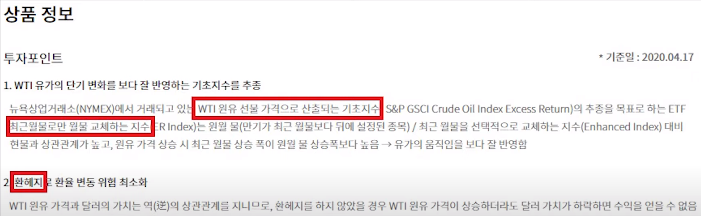 상품 정보
투자포인트
* 기준일 : 2020.04.17
1. WTI 유가의 단기 변화를 보다 잘 반영하는 기초지수를 추종
뉴욕상업거래소(NYMEX)에서 거래되고 있는 WTI 원유 선물 가격으로 산출되는 기초지수 S&P GSCI Crude Oil Index Excess Return)의 추종을 목표로 하는 ETF
최근월물로만 월물 교체하는 지수 ER Index)는 원월 물(만기가 최근 월물보다 뒤에 설정된 종목) / 최근 월물을 선택적으로 교체하는 지수(Enhanced Index) 대비
현물과 상관관계가 높고, 원유 가격 상승 시 최근 월물 상승 폭이 원월 물 상승폭보다 높음 → 유가의 움직임을 보다 잘 반영함
2. 환헤지로 환율 변동 위험 최소화
WTI 원유 가격과 달러의 가치는 역(逆)의 상관관계를 지니므로, 환헤지를 하지 않았을 경우 WTI 원유 가격이 상승하더라도 달러 가치가 하락하면 수익을 얻을 수 없음